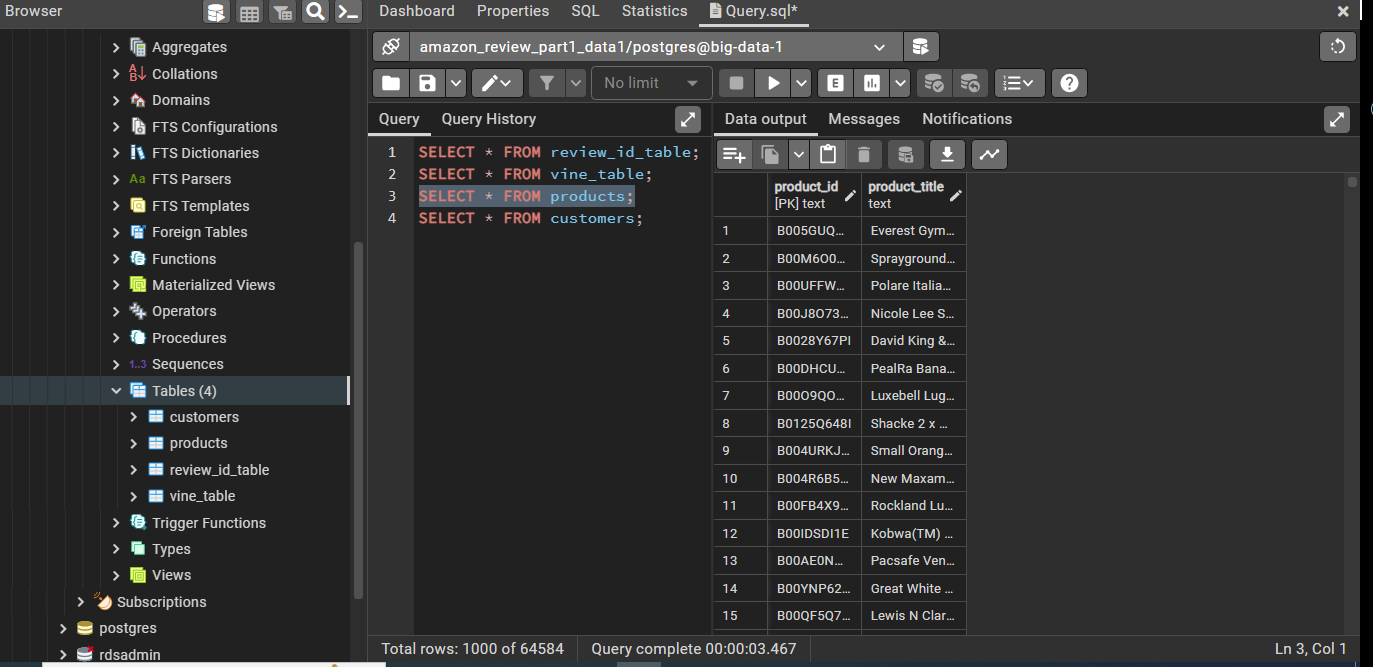 Browser
Dashboard Properties SQL Statistics Query.sql*
Aggregates
Collations
Domains
FTS Configurations
FTS Dictionaries
Aa FTS Parsers
FTS Templates
Foreign Tables
Functions
Materialized Views
Operators
Procedures
1..3 Sequences
Tables (4)
customers
products
review_id_table
vine_table
Trigger Functions
Types
Views
Subscriptions
postgres
rdsadmin
amazon_review_part1_data1/postgres@big-data-1
No limit
E
Query Query History
1 SELECT * FROM review_id_table;
2 SELECT * FROM vine_table;
3 SELECT * FROM products;
4 SELECT * FROM customers;
Data output Messages Notifications
product_id product_title
[PK] text text
1 B005GUQ... Everest Gym...
2 B00M6O0... Sprayground...
3 B00UFFW... Polare Italia...
4 B00J8O73... Nicole Lee S...
5 B0028Y67PI David King &...
6 B00DHCU... PealRa Bana...
7 B00O9QO... Luxebell Lug...
8 B0125Q648I Shacke 2 x ...
9 B004URKJ... Small Orang...
10 B004R6B5... New Maxam...
11 B00FB4X9... Rockland Lu...
12 B00IDSDI1E Kobwa(TM) ...
13 B00AE0N... Pacsafe Ven...
14 B00YNP62... Great White ...
15 B00QF5Q7... Lewis N Clar...
Total rows: 1000 of 64584 Query complete 00:00:03.467 Ln 3, Col 1